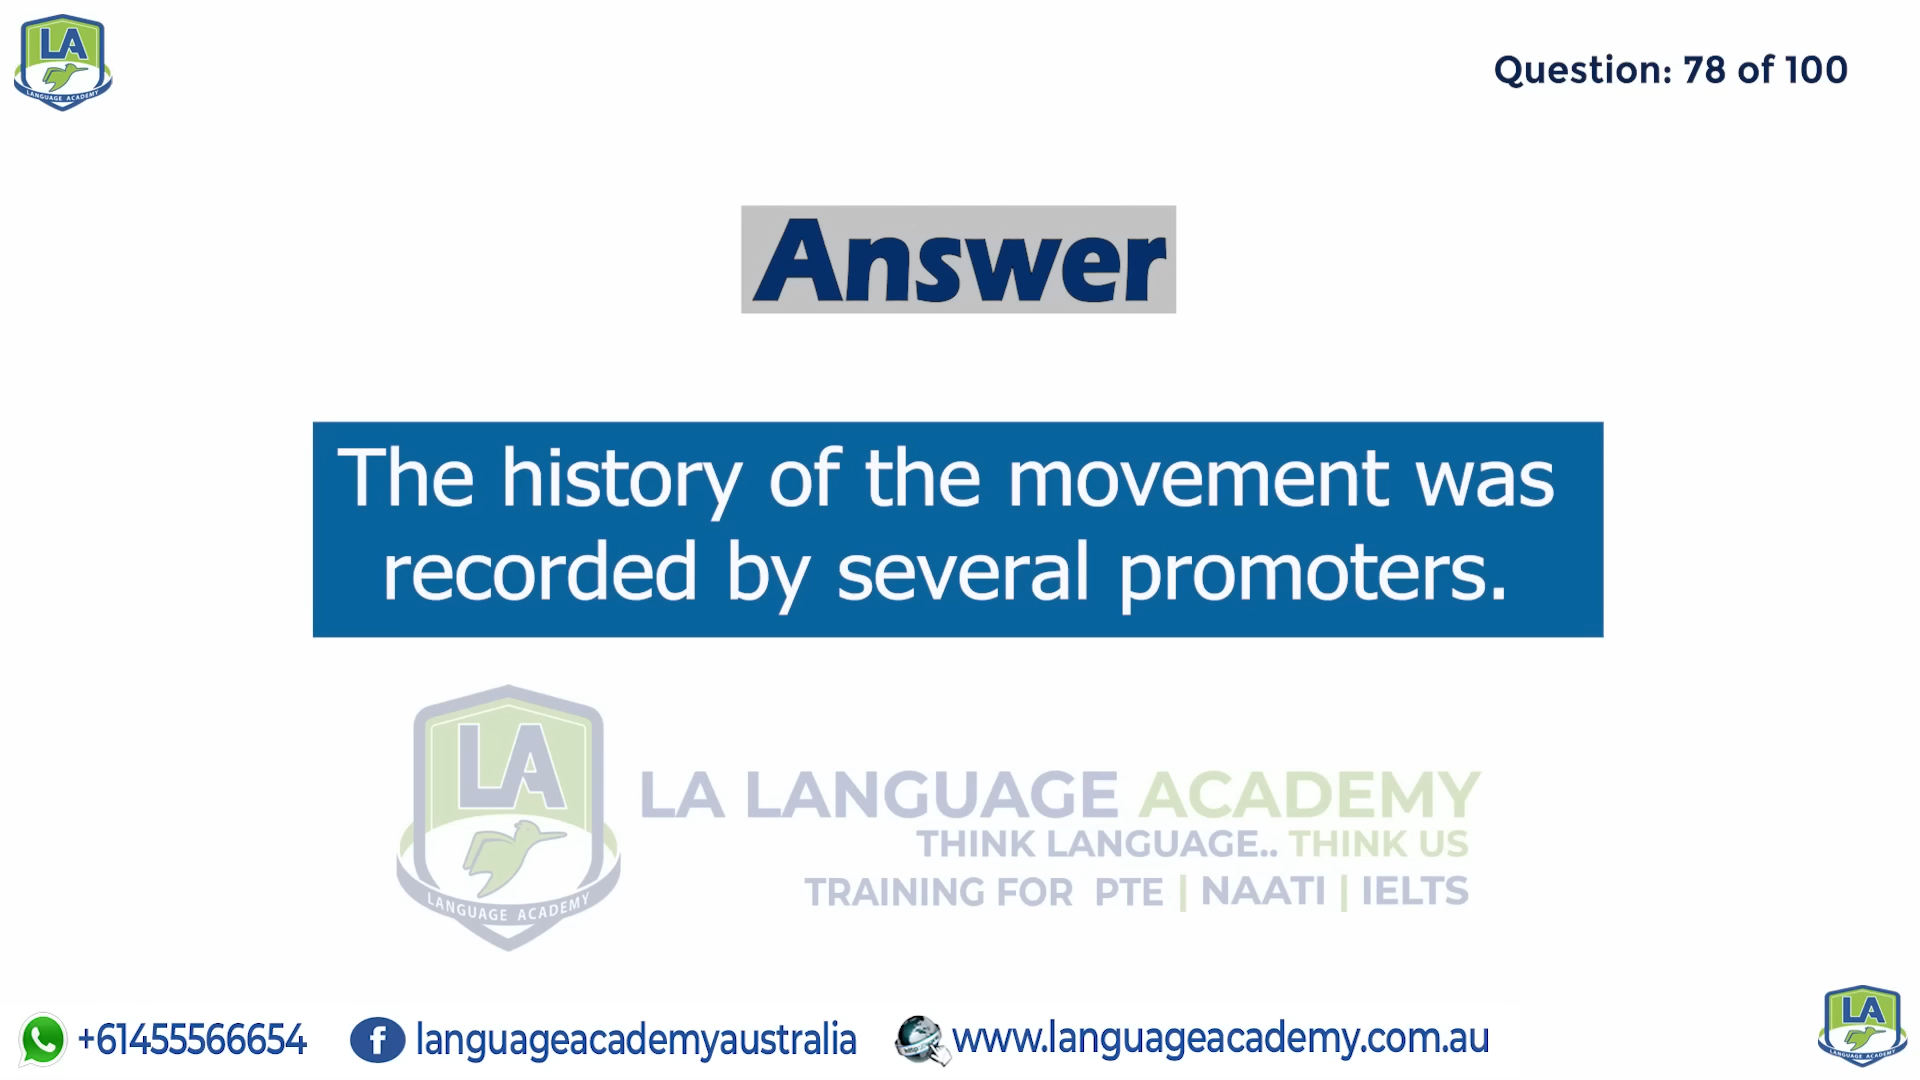 LA
LANGUAGE ACADEMY
Question: 78 of 100
Answer
The history of the movement was
recorded by several promoters.
LA
LANGUAGE ACADEMY
LA LANGUAGE ACADEMY
THINK LANGUAGE.. THINK US
TRAINING FOR PTE | NAATI | IELTS
+61455566654
languageacademyaustralia
www.languageacademy.com.au
LA
LANGUAGE ACADEMY